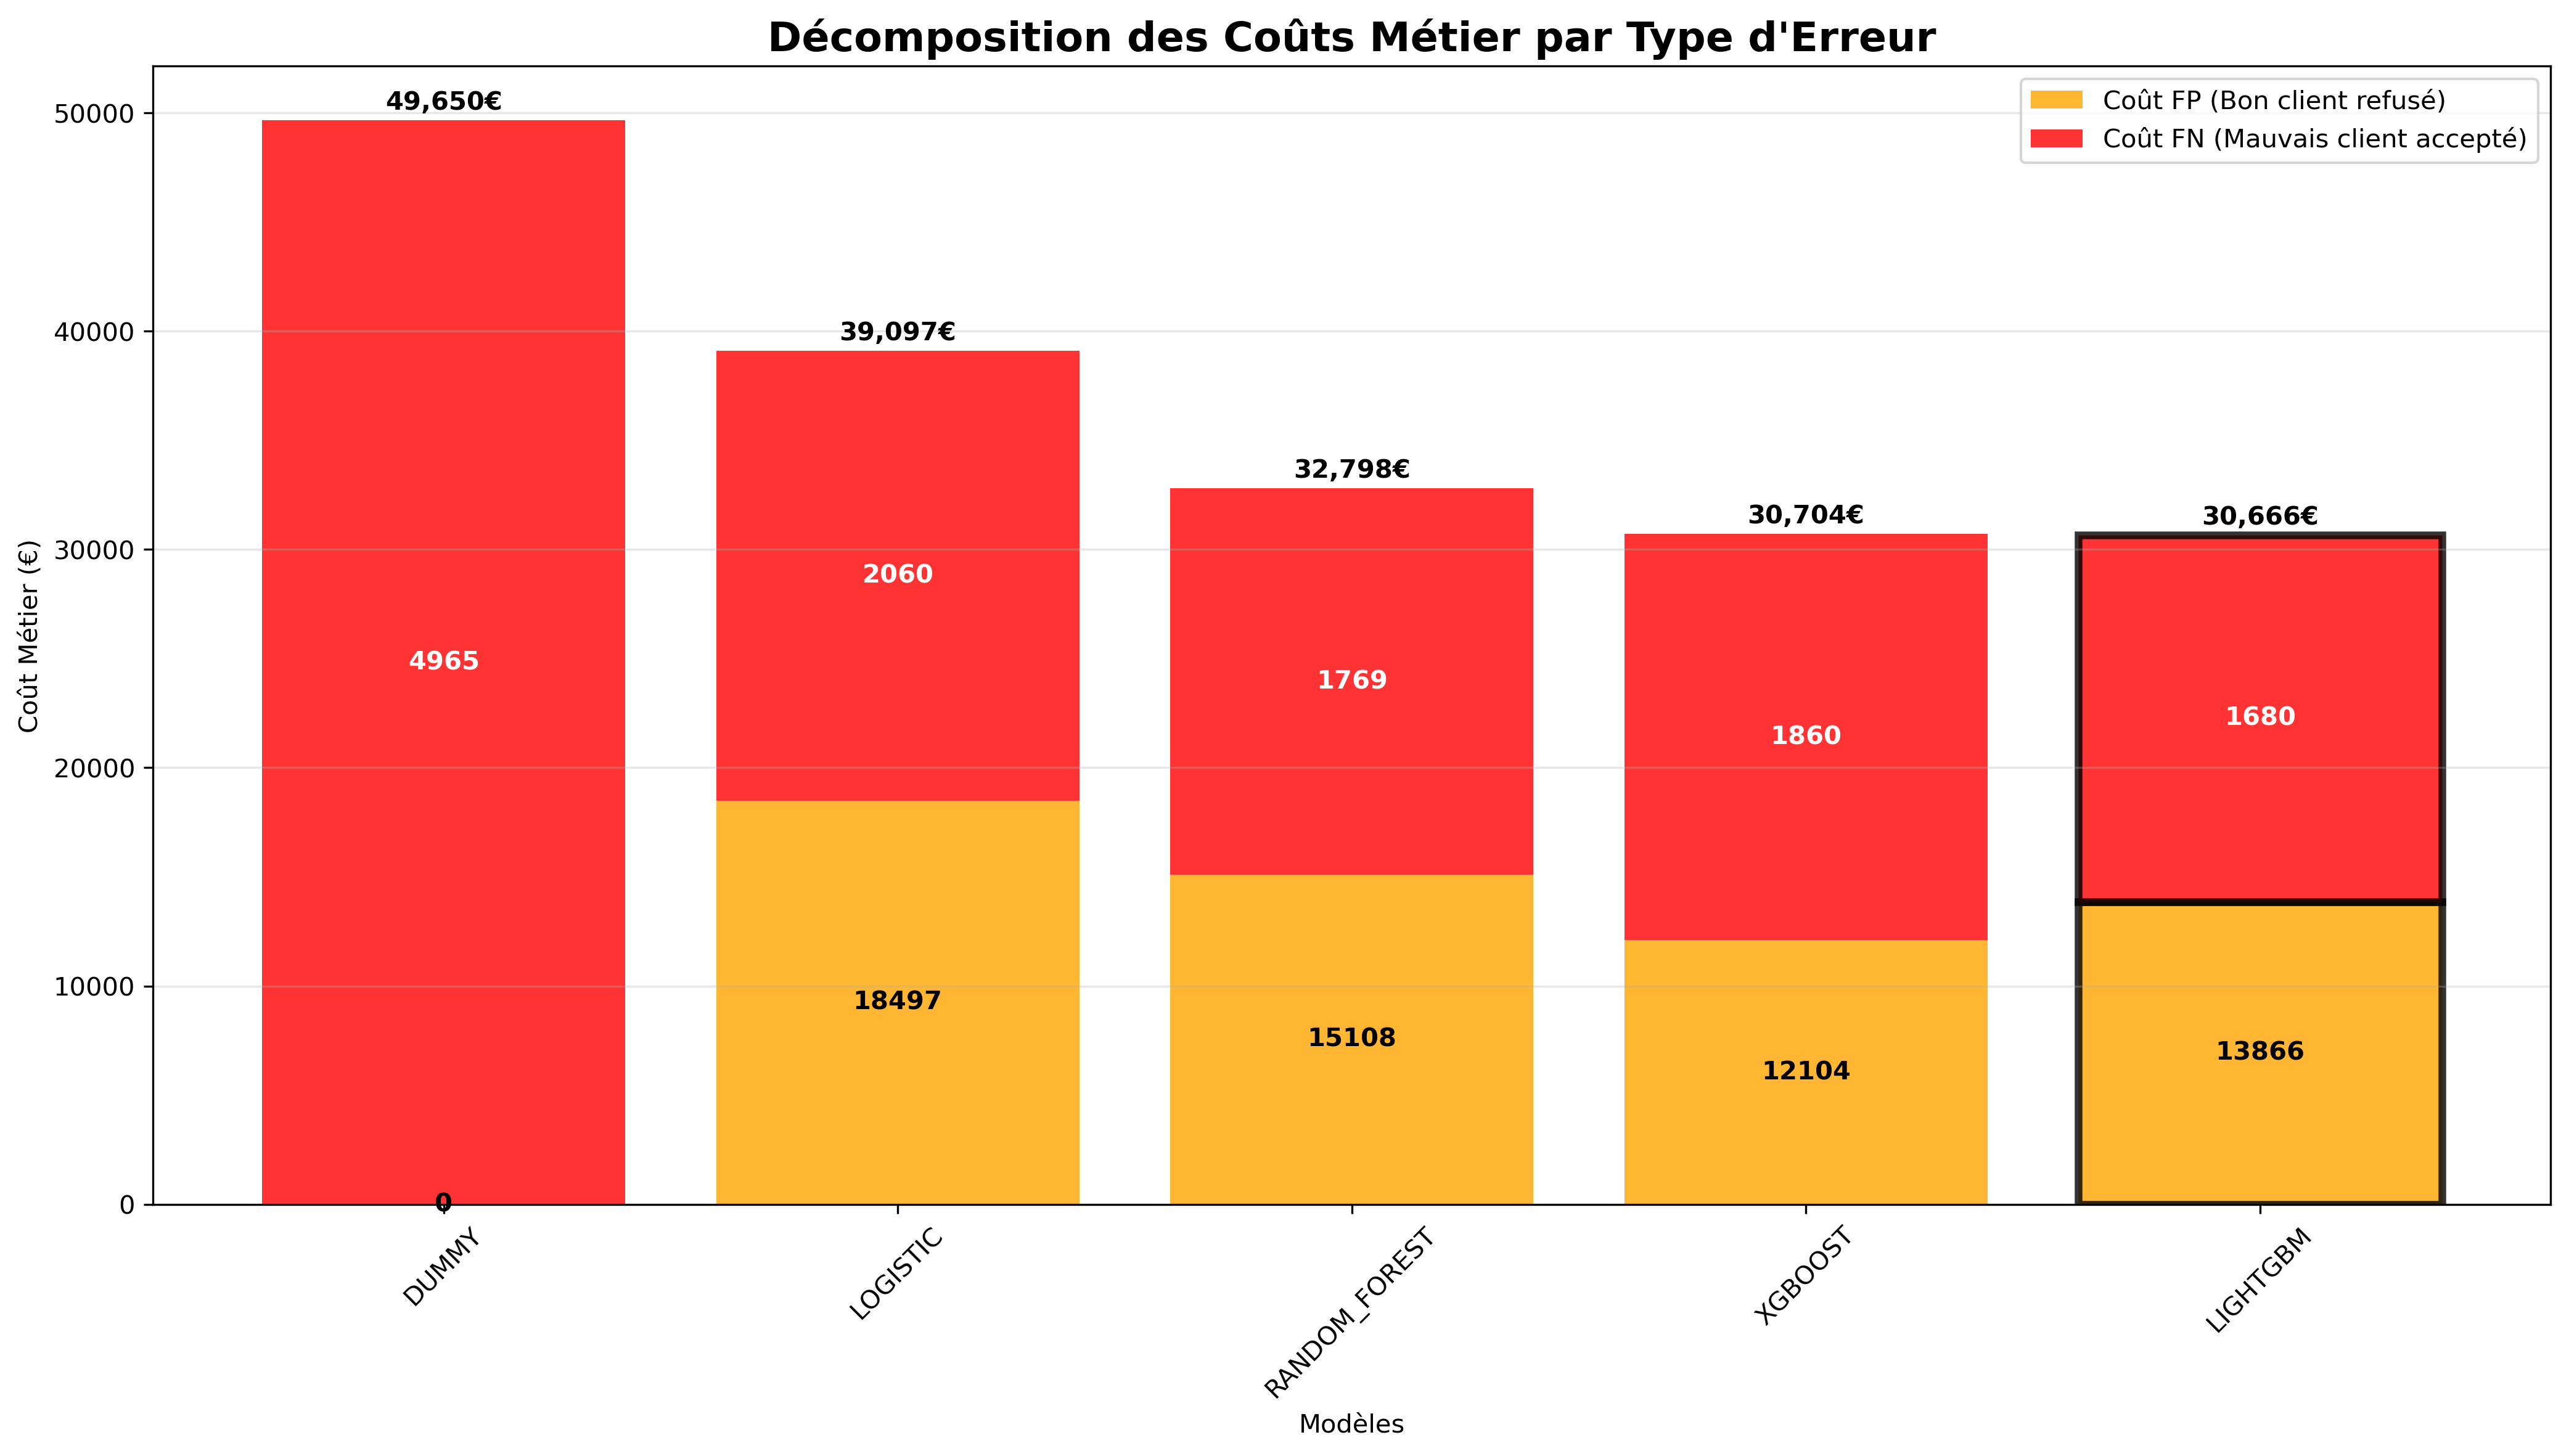 Décomposition des Coûts Métier par Type d'Erreur
Coût FP (Bon client refusé)
Coût FN (Mauvais client accepté)
Coût Métier (€)
50000
40000
30000
20000
10000
0
49,650€
39,097€
32,798€
30,704€
30,666€
4965
2060
1769
1860
1680
0
18497
15108
12104
13866
DUMMY
LOGISTIC
RANDOM_FOREST
XGBOOST
LIGHTGBM
Modèles